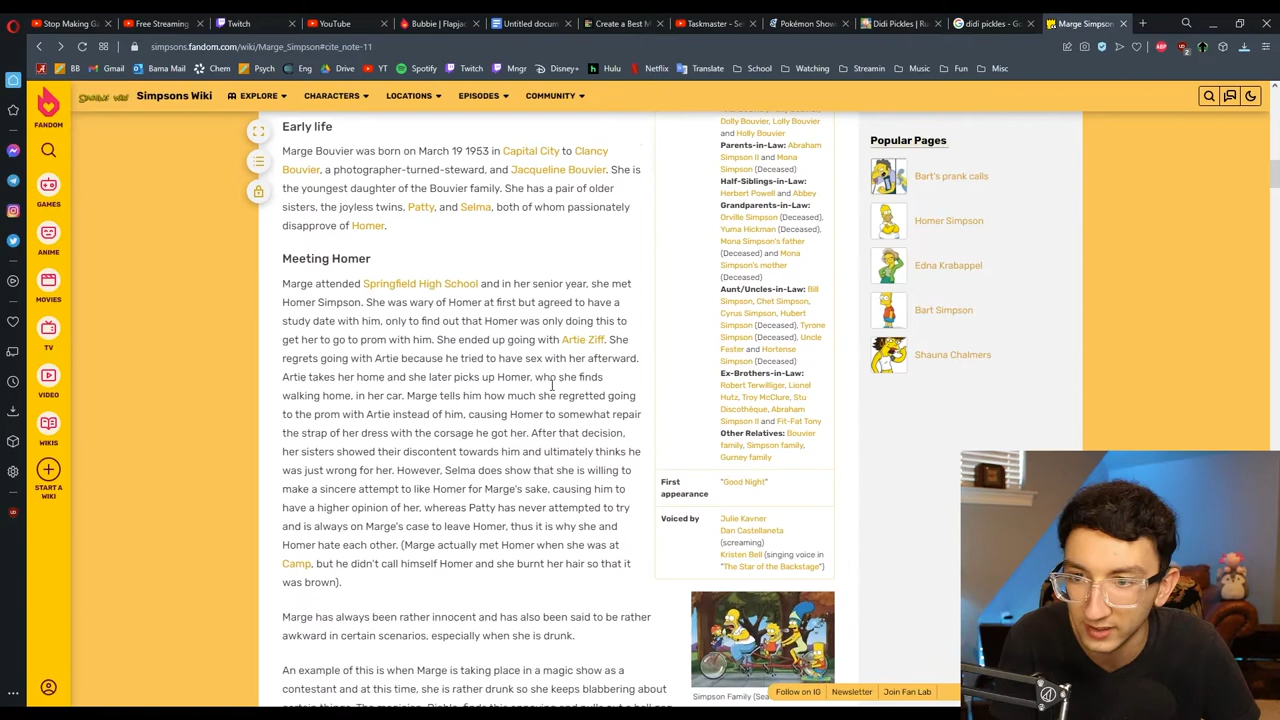 Stop Making Ga
Free Streaming
Twitch
YouTube
Bubbie | Flapjac
Untitled docum
Create a Best M
Taskmaster - S
Pokémon Show
Didi Pickles | Ru
didi pickles - Go
Marge Simpson
simpsons.fandom.com/wiki/Marge_Simpson#cite_note-11
BB
Gmail
Bama Mail
Chem
Psych
Eng
Drive
YT
Spotify
Twitch
Mngr
Disney+
Hulu
Netflix
Translate
School
Watching
Streamin
Music
Fun
Misc
FANDOM
Simpsons Wiki
EXPLORE
CHARACTERS
LOCATIONS
EPISODES
COMMUNITY
GAMES
ANIME
MOVIES
TV
VIDEO
WIKIS
START A
WIKI
Early life
Marge Bouvier was born on March 19 1953 in Capital City to Clancy
Bouvier, a photographer-turned-steward, and Jacqueline Bouvier. She is
the youngest daughter of the Bouvier family. She has a pair of older
sisters, the joyless twins, Patty, and Selma, both of whom passionately
disapprove of Homer.
Meeting Homer
Marge attended Springfield High School and in her senior year, she met
Homer Simpson. She was wary of Homer at first but agreed to have a
study date with him, only to find out that Homer was only doing this to
get her to go to prom with him. She ended up going with Artie Ziff. She
regrets going with Artie because he tried to have sex with her afterward.
Artie takes her home and she later picks up Homer, who she finds
walking home, in her car. Marge tells him how much she regretted going
to the prom with Artie instead of him, causing Homer to somewhat repair
the strap of her dress with the corsage he got her. After that decision,
her sisters showed their discontent towards him and ultimately thinks he
was just wrong for her. However, Selma does show that she is willing to
make a sincere attempt to like Homer for Marge's sake, causing him to
have a higher opinion of her, whereas Patty has never attempted to try
and is always on Marge's case to leave Homer, thus it is why she and
Homer hate each other. (Marge actually met Homer when she was at
Camp, but he didn't call himself Homer and she burnt her hair so that it
was brown).
Marge has always been rather innocent and has also been said to be rather
awkward in certain scenarios, especially when she is drunk.
An example of this is when Marge is taking place in a magic show as a
contestant and at this time, she is rather drunk so she keeps blabbering about
Dolly Bouvier, Lolly Bouvier
and Holly Bouvier
Parents-in-Law: Abraham
Simpson II and Mona
Simpson (Deceased)
Half-Siblings-in-Law:
Herbert Powell and Abbey
Grandparents-in-Law:
Orville Simpson (Deceased),
Yuma Hickman (Deceased),
Mona Simpson's father
(Deceased) and Mona
Simpson's mother
(Deceased)
Aunt/Uncles-in-Law: Bill
Simpson, Chet Simpson,
Cyrus Simpson, Hubert
Simpson (Deceased), Tyrone
Simpson (Deceased), Uncle
Fester and Hortense
Simpson (Deceased)
Ex-Brothers-in-Law:
Robert Terwilliger, Lionel
Hutz, Troy McClure, Stu
Discothèque, Abraham
Simpson II and Fit-Fat Tony
Other Relatives: Bouvier
family, Simpson family,
Gurney family
First
appearance
"Good Night"
Voiced by
Julie Kavner
Dan Castellaneta
(screaming)
Kristen Bell (singing voice in
"The Star of the Backstage")
Simpson Family (Sea
Popular Pages
Bart's prank calls
Homer Simpson
Edna Krabappel
Bart Simpson
Shauna Chalmers
Follow on IG
Newsletter
Join Fan Lab